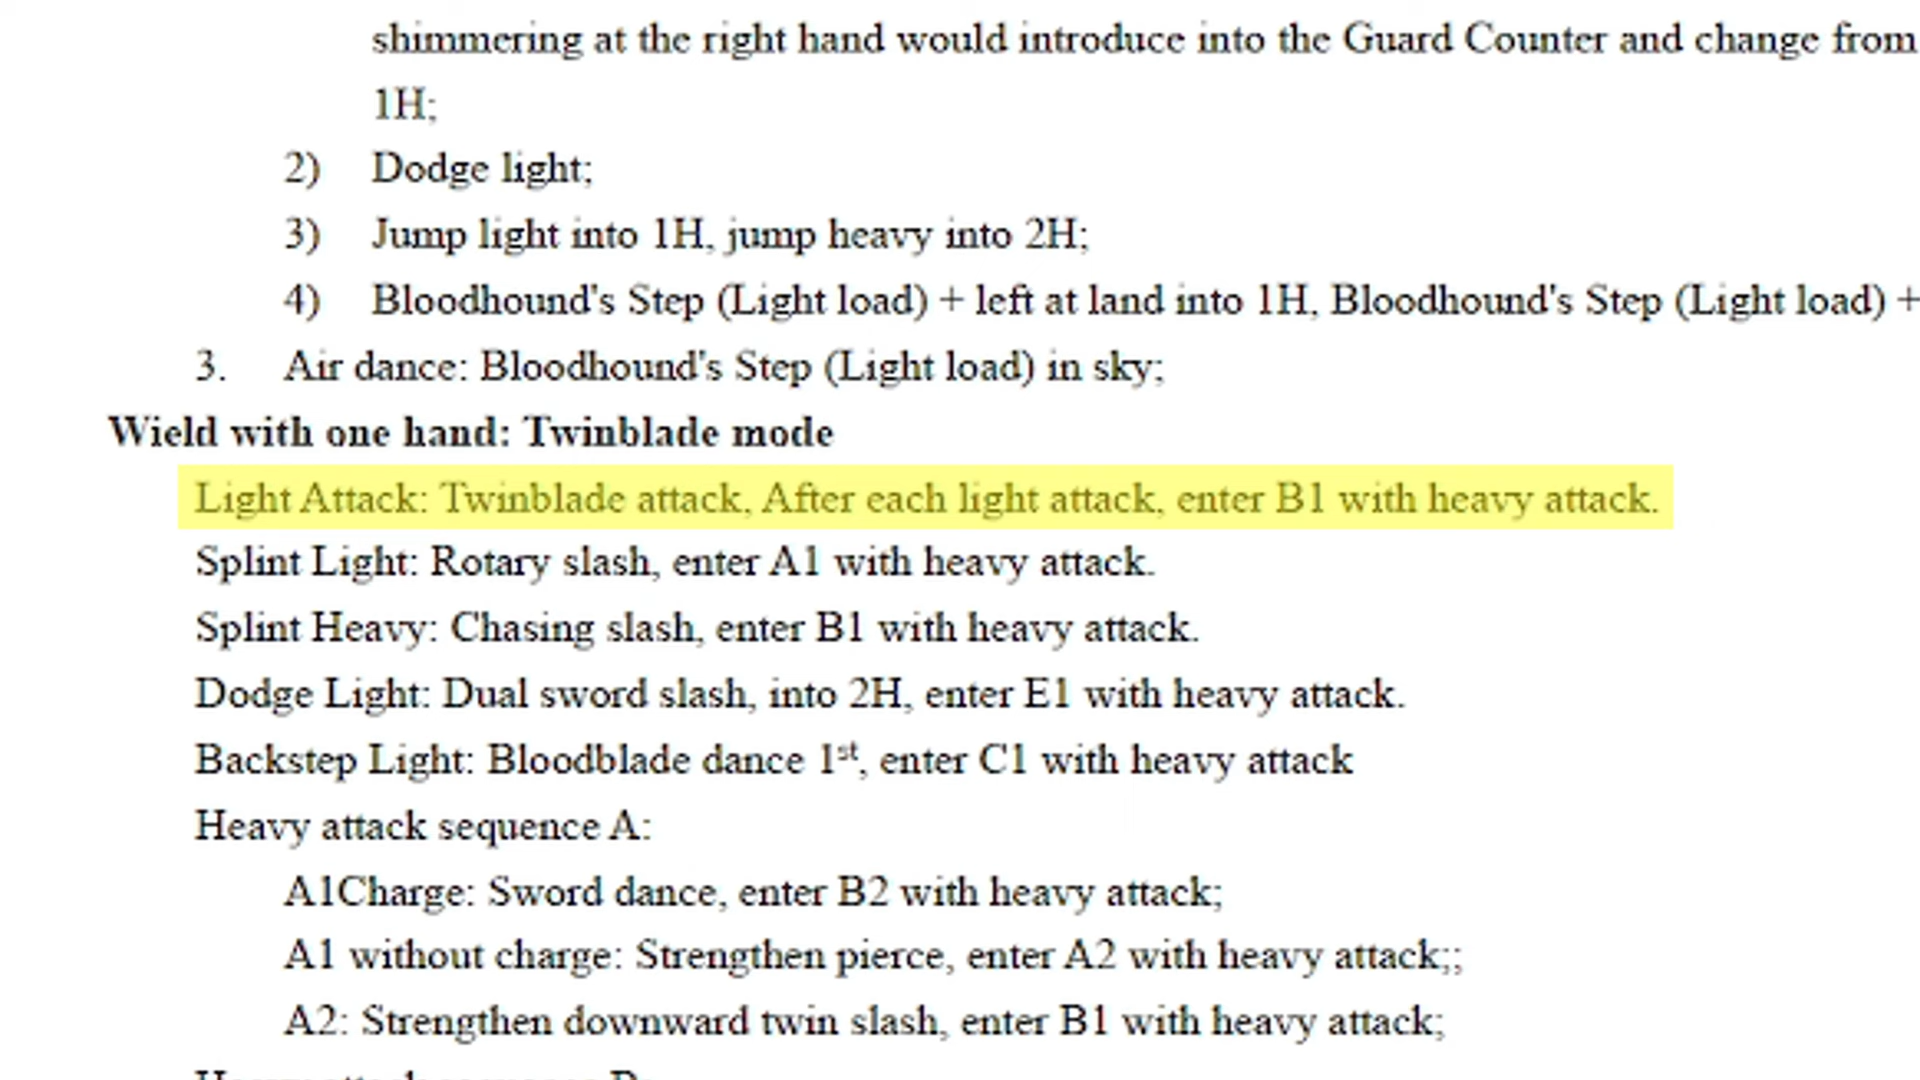 shimmering at the right hand would introduce into the Guard Counter and change from
1H;
2) Dodge light;
3) Jump light into 1H, jump heavy into 2H;
4) Bloodhound's Step (Light load) + left at land into 1H, Bloodhound's Step (Light load) +
3. Air dance: Bloodhound's Step (Light load) in sky;
Wield with one hand: Twinblade mode
Light Attack: Twinblade attack, After each light attack, enter B1 with heavy attack.
Splint Light: Rotary slash, enter A1 with heavy attack.
Splint Heavy: Chasing slash, enter B1 with heavy attack.
Dodge Light: Dual sword slash, into 2H, enter E1 with heavy attack.
Backstep Light: Bloodblade dance 1st, enter C1 with heavy attack
Heavy attack sequence A:
A1Charge: Sword dance, enter B2 with heavy attack;
A1 without charge: Strengthen pierce, enter A2 with heavy attack;;
A2: Strengthen downward twin slash, enter B1 with heavy attack;